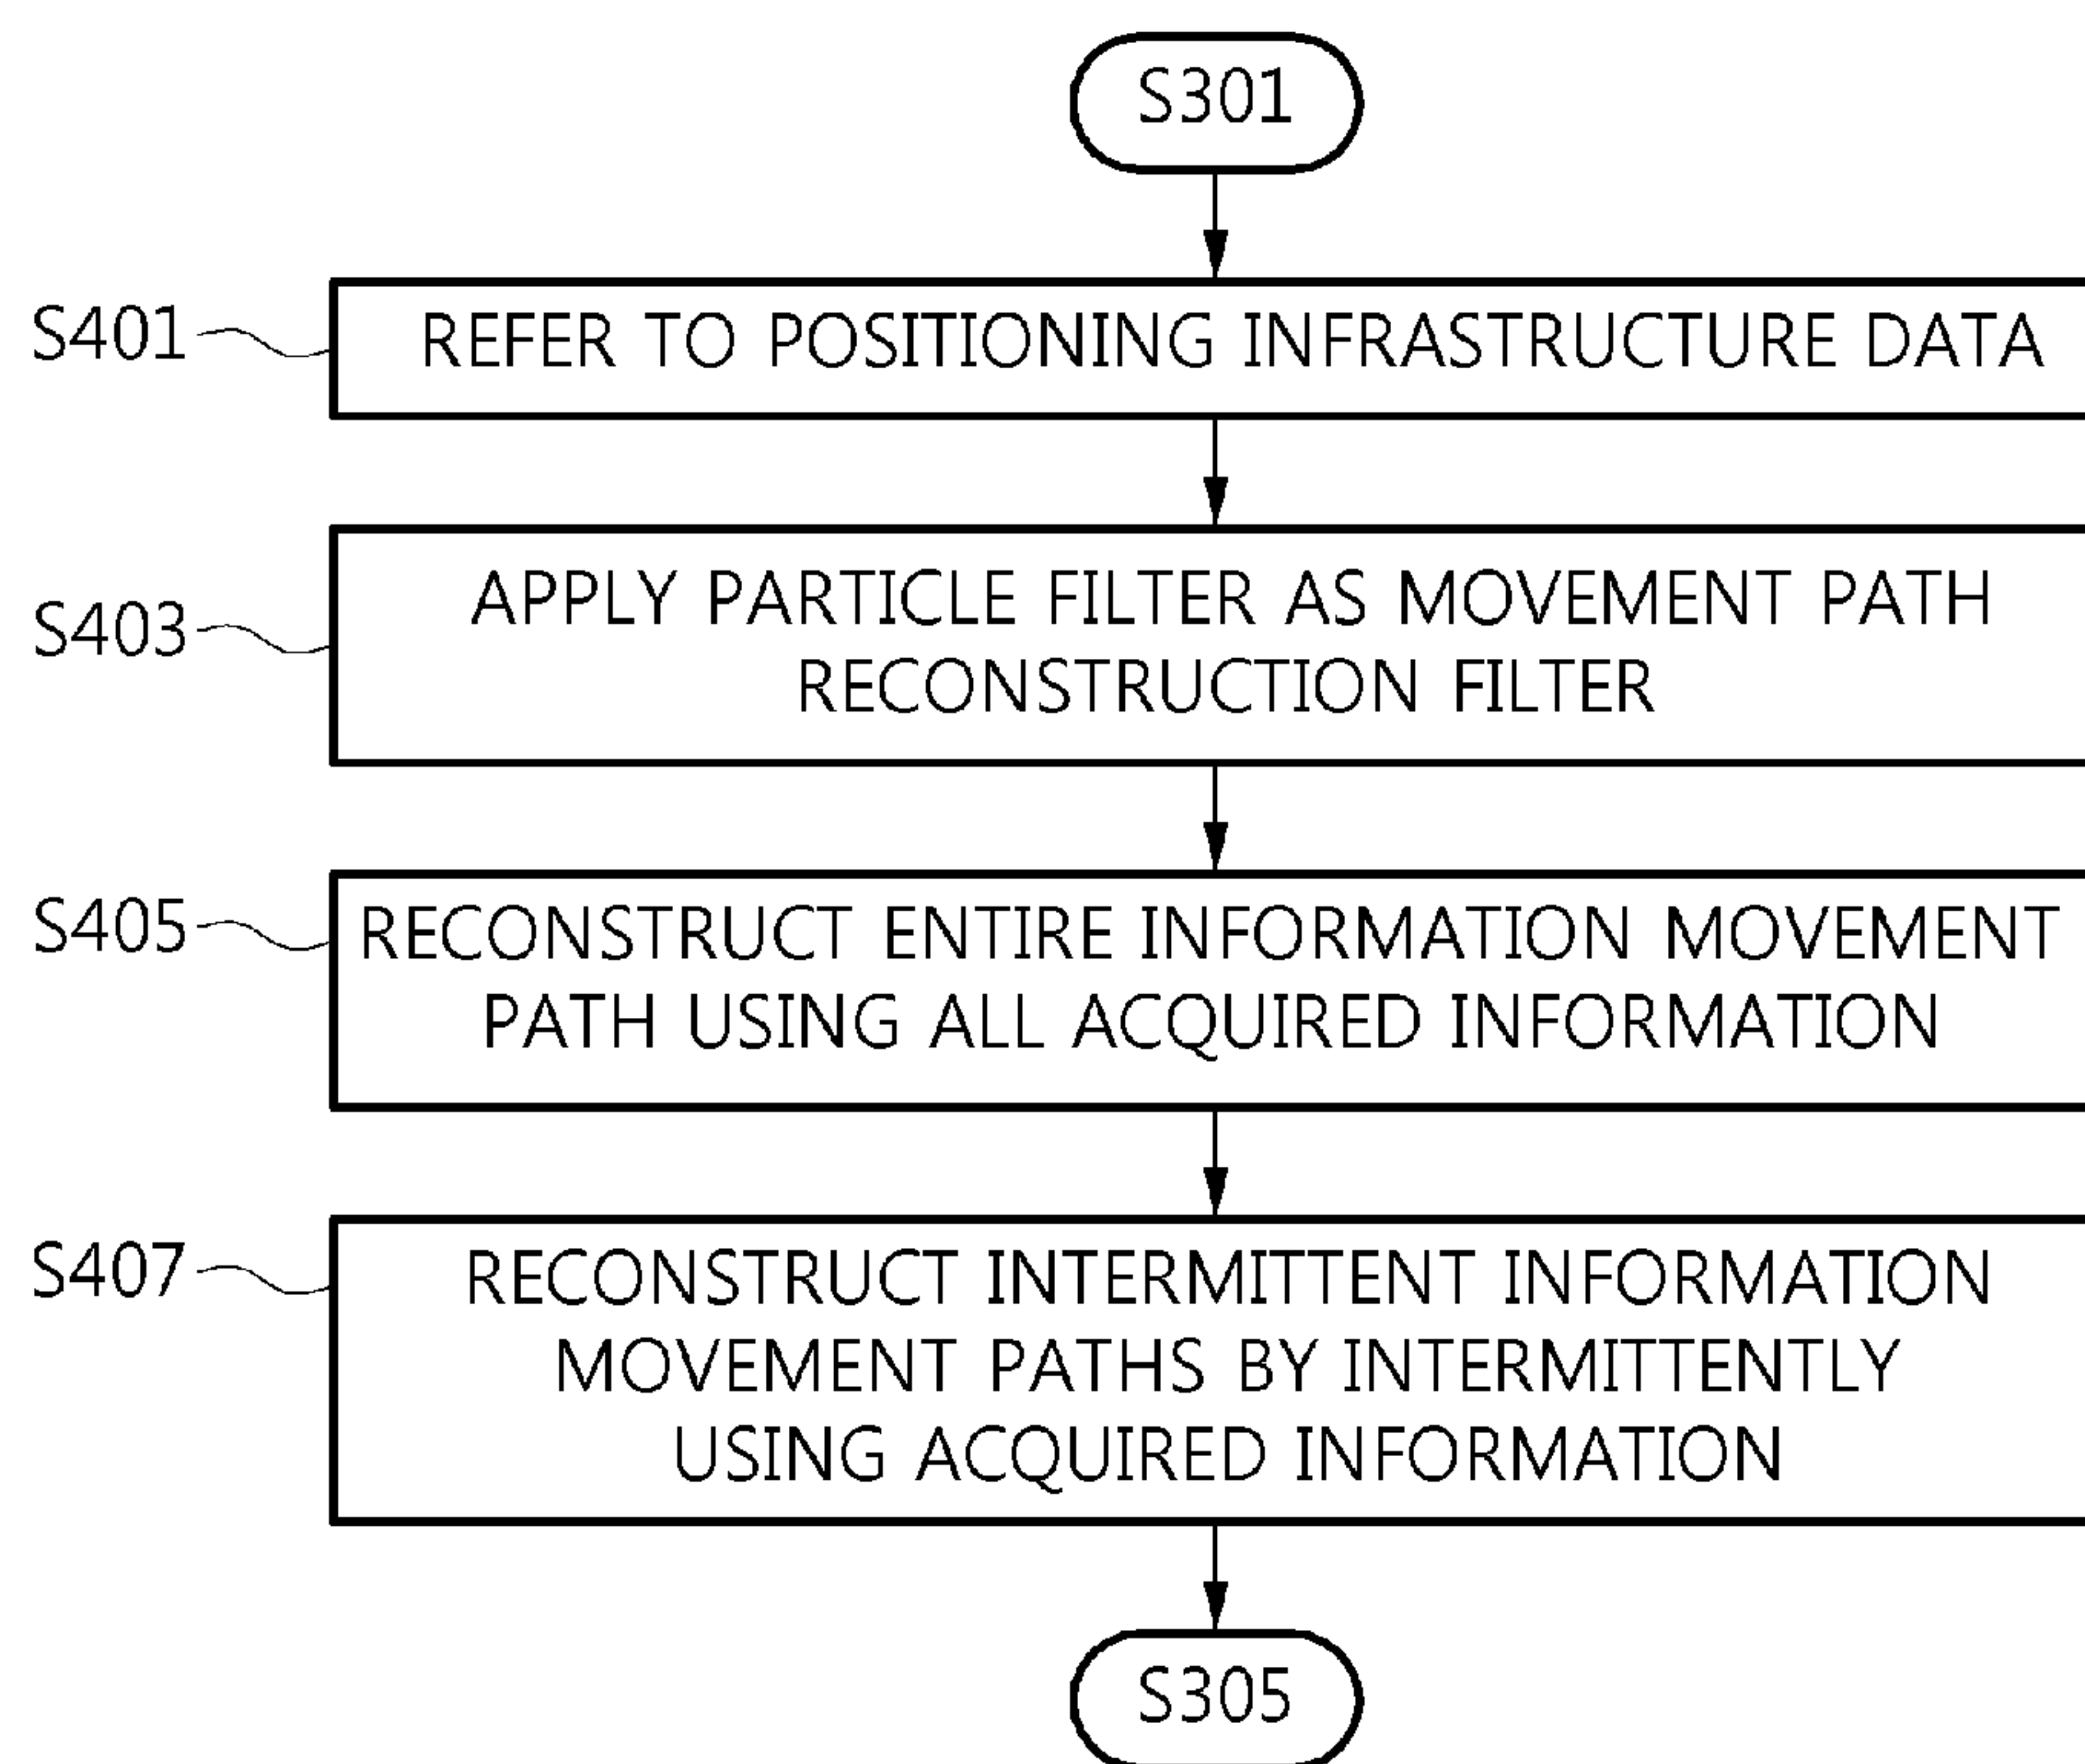 S301
S401
REFER TO POSITIONING INFRASTRUCTURE DATA
S403
APPLY PARTICLE FILTER AS MOVEMENT PATH
RECONSTRUCTION FILTER
S405
RECONSTRUCT ENTIRE INFORMATION MOVEMENT
PATH USING ALL ACQUIRED INFORMATION
S407
RECONSTRUCT INTERMITTENT INFORMATION
MOVEMENT PATHS BY INTERMITTENTLY
USING ACQUIRED INFORMATION
S305